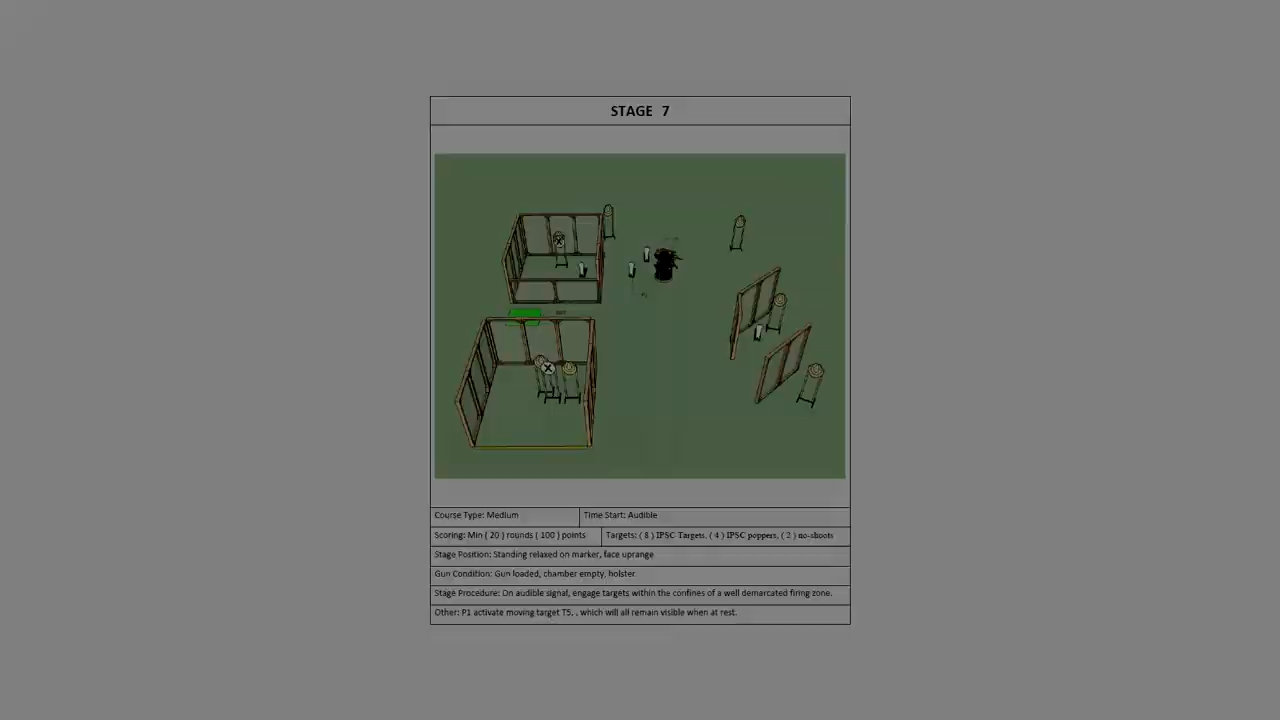 STAGE 7
Course Type: Medium
Time Start: Audible
Scoring: Min ( 20 ) rounds ( 100 ) points
Targets: ( 8 ) IPSC Targets, ( 4 ) IPSC poppers, ( 2 ) no-shoots
Stage Position: Standing relaxed on marker, face uprange
Gun Condition: Gun loaded, chamber empty, holster
Stage Procedure: On audible signal, engage targets within the confines of a well demarcated firing zone.
Other: P1 activate moving target T5, , which will all remain visible when at rest.